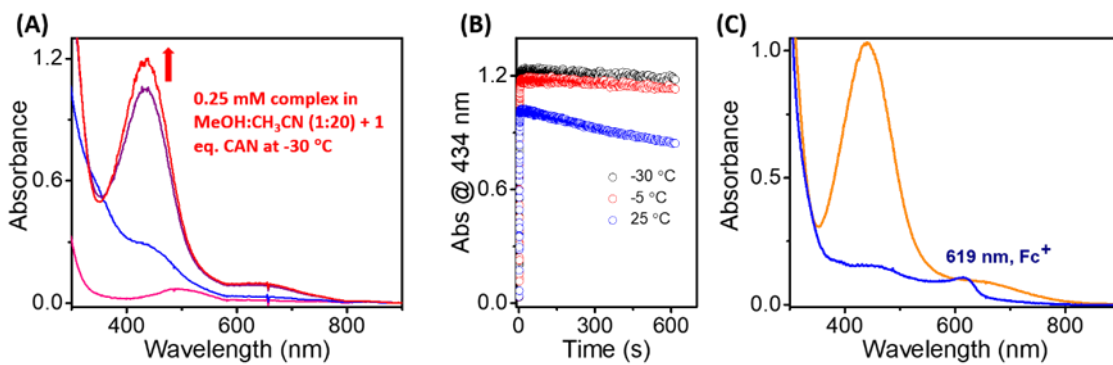 (A)
Absorbance
1.2
0.6
0.0
400
600
800
Wavelength (nm)
0.25 mM complex in
MeOH:CH₃CN (1:20) + 1
eq. CAN at -30 °C
(B)
Abs @ 434 nm
1.2
0.6
0.0
0
300
600
Time (s)
-30 °C
-5 °C
25 °C
(C)
Absorbance
1.0
0.5
0.0
400
600
800
Wavelength (nm)
619 nm, Fc⁺